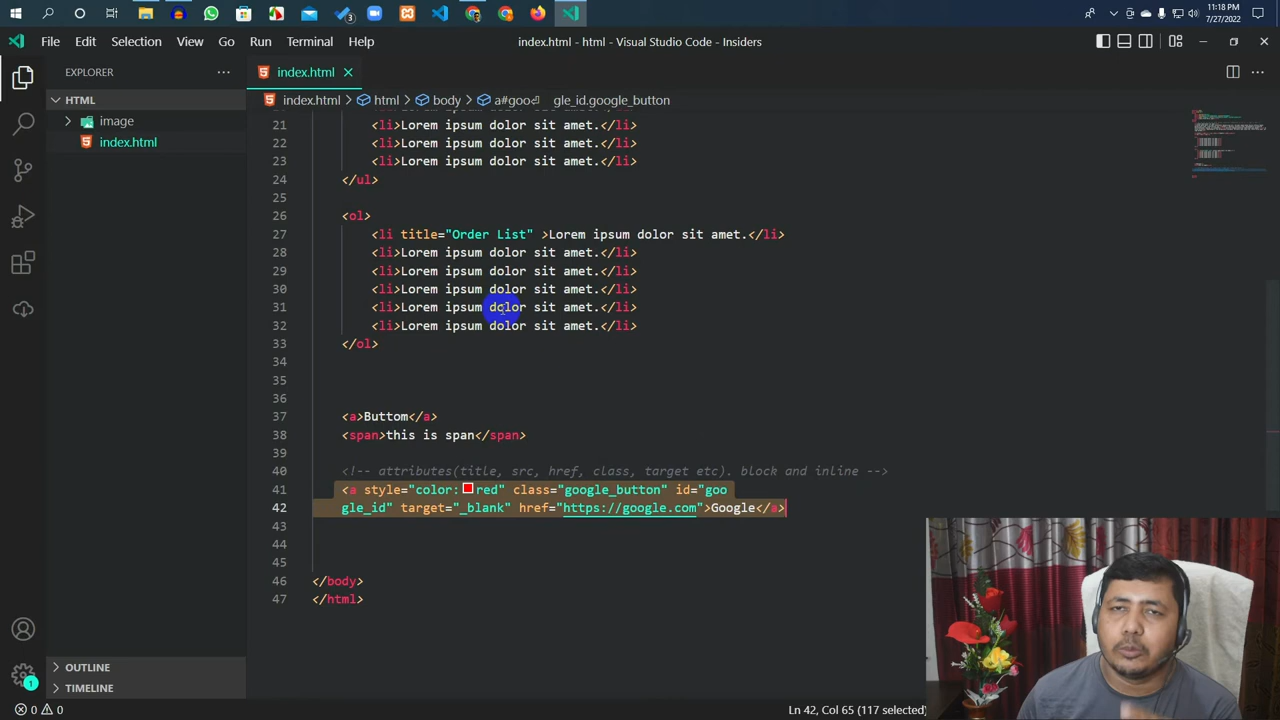 11:18 PM
7/27/2022
3
File Edit Selection View Go Run Terminal Help
index.html - html - Visual Studio Code - Insiders
EXPLORER
index.html
HTML
index.html > html > body > a#goo⏎ gle_id.google_button
image
index.html
21 <li>Lorem ipsum dolor sit amet.</li>
22 <li>Lorem ipsum dolor sit amet.</li>
23 <li>Lorem ipsum dolor sit amet.</li>
24 </ul>
25
26 <ol>
27 <li title="Order List" >Lorem ipsum dolor sit amet.</li>
28 <li>Lorem ipsum dolor sit amet.</li>
29 <li>Lorem ipsum dolor sit amet.</li>
30 <li>Lorem ipsum dolor sit amet.</li>
31 <li>Lorem ipsum dolor sit amet.</li>
32 <li>Lorem ipsum dolor sit amet.</li>
33 </ol>
34
35
36
37 <a>Buttom</a>
38 <span>this is span</span>
39
40 <!-- attributes(title, src, href, class, target etc). block and inline -->
41 <a style="color:red" class="google_button" id="goo
42 gle_id" target="_blank" href="https://google.com">Google</a>
43
44
45
46 </body>
47 </html>
OUTLINE
TIMELINE
1
0 0
Ln 42, Col 65 (117 selected)